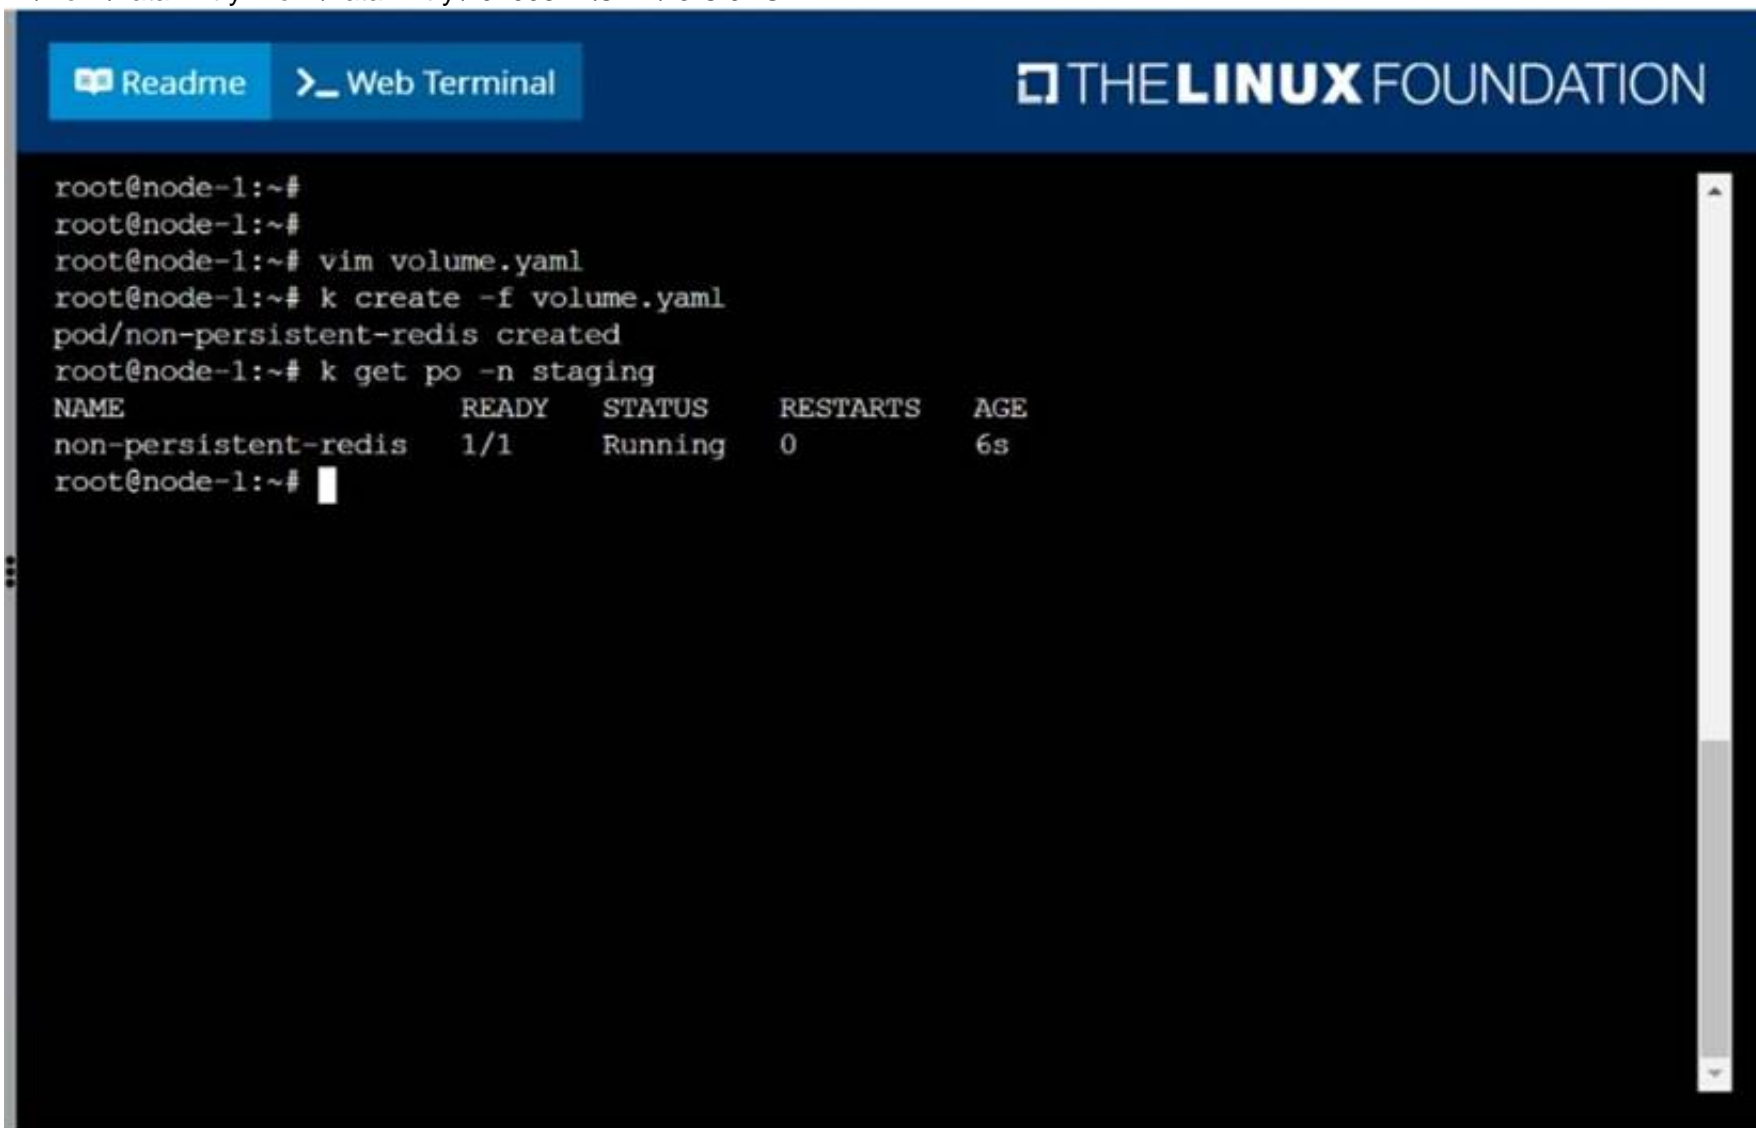 Readme >_ Web Terminal THE LINUX FOUNDATION
root@node-1:~#
root@node-1:~#
root@node-1:~# vim volume.yaml
root@node-1:~# k create -f volume.yaml
pod/non-persistent-redis created
root@node-1:~# k get po -n staging
NAME READY STATUS RESTARTS AGE
non-persistent-redis 1/1 Running 0 6s
root@node-1:~#